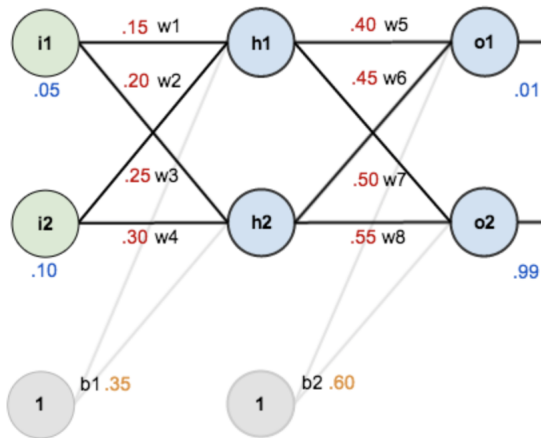 .15 w1
.40 w5
i1
h1
o1
.20 w2
.45 w6
.05
.01
.25 w3
.50 w7
i2
h2
o2
.30 w4
.55 w8
.10
.99
b1 .35
b2 .60
1
1